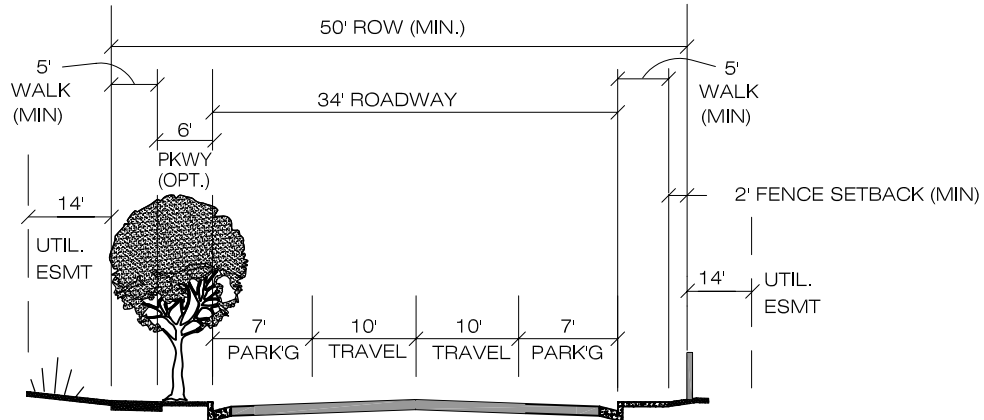 50' ROW (MIN.)
5'
WALK
(MIN)
5'
WALK
(MIN)
34' ROADWAY
6'
PKWY
(OPT.)
2' FENCE SETBACK (MIN)
14'
UTIL.
ESMT
14'
UTIL.
ESMT
7'
PARK'G
10'
TRAVEL
10'
TRAVEL
7'
PARK'G